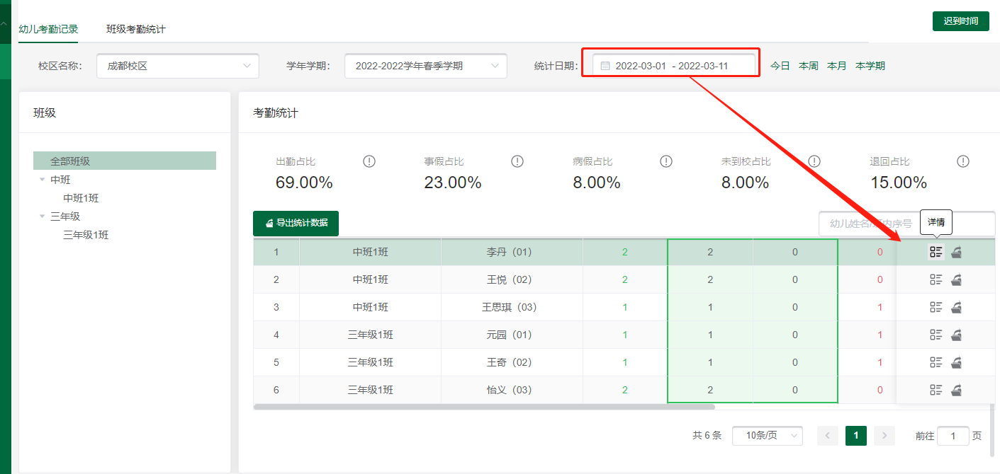 迟到时间
幼儿考勤记录 班级考勤统计
校区名称： 成都校区 学年学期： 2022-2022学年春季学期 统计日期： 2022-03-01 - 2022-03-11 今日 本周 本月 本学期
班级
考勤统计
全部班级
中班
中班1班
三年级
三年级1班
出勤占比 事假占比 病假占比 未到校占比 退回占比
69.00% 23.00% 8.00% 8.00% 15.00%
导出统计数据 幼儿姓名/ 内序号 详情
1 中班1班 李丹（01） 2 2 0 0
2 中班1班 王悦（02） 2 2 0 0
3 中班1班 王思琪（03） 1 1 0 1
4 三年级1班 元园（01） 1 1 0 1
5 三年级1班 王奇（02） 1 1 0 1
6 三年级1班 怡义（03） 2 2 0 0
共 6 条 10条/页 1 前往 1 页